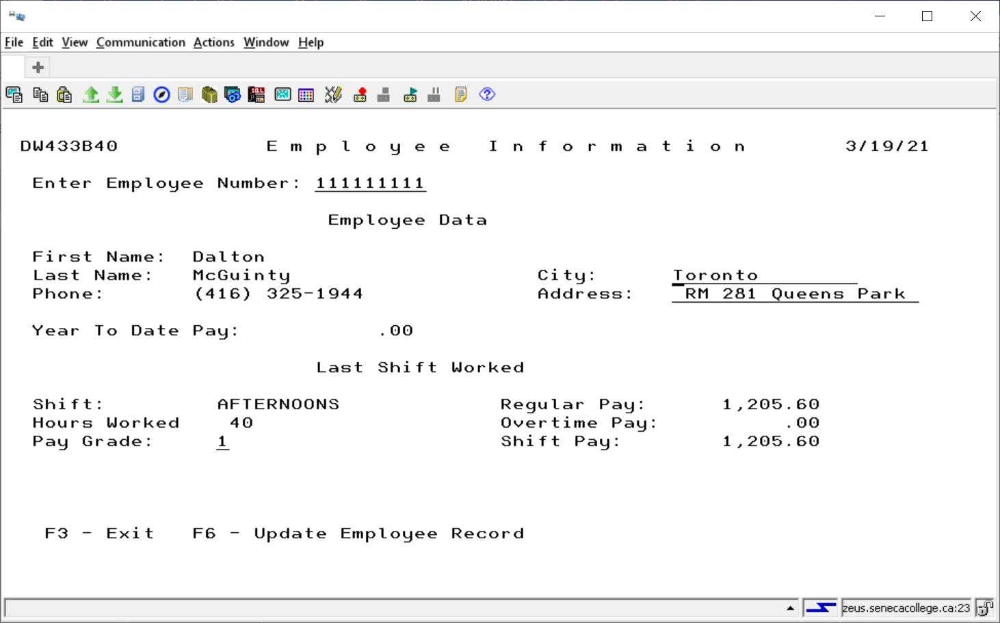 File Edit View Communication Actions Window Help
DW433B40 E m p l o y e e I n f o r m a t i o n 3/19/21
Enter Employee Number: 111111111
Employee Data
First Name: Dalton
Last Name: McGuinty City: Toronto
Phone: (416) 325-1944 Address: RM 281 Queens Park
Year To Date Pay: .00
Last Shift Worked
Shift: AFTERNOONS Regular Pay: 1,205.60
Hours Worked 40 Overtime Pay: .00
Pay Grade: 1 Shift Pay: 1,205.60
F3 - Exit F6 - Update Employee Record
zeus.senecacollege.ca:23